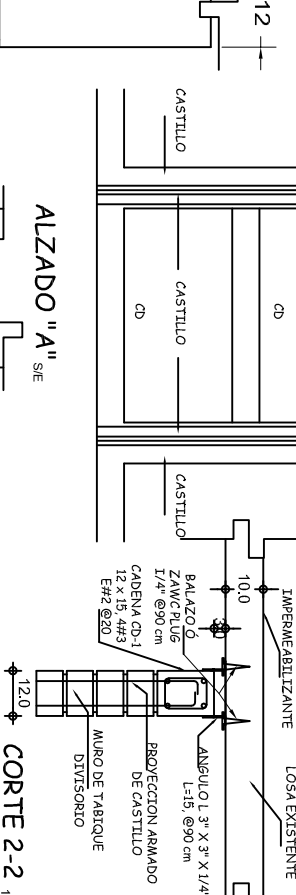 12
CASTILLO
CASTILLO
CASTILLO
CD
CD
ALZADO "A"
S/E
IMPERMEABILIZANTE
LOSA EXISTENTE
10.0
BALAZO Ó
ZAWC PLUG
1/4" @90 cm
CADENA CD-1
12 x 15, 4#3
E#2 @20
ANGULO L 3" X 3" X 1/4"
L=15, @90 cm
PROYECCION ARMADO
DE CASTILLO
MURO DE TABIQUE
DIVISORIO
12.0
CORTE 2-2